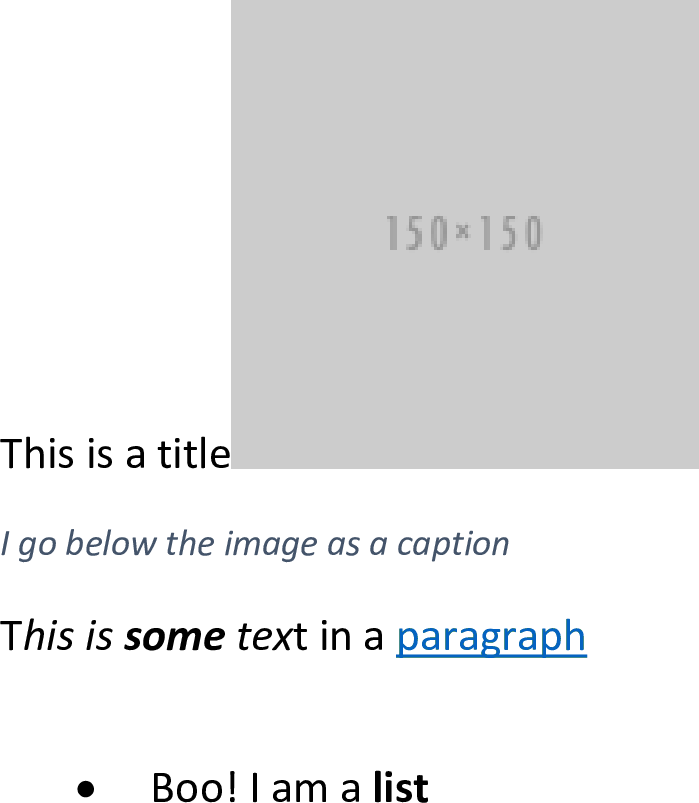 150×150
This is a title
I go below the image as a caption
This is some text in a paragraph
• Boo! I am a list